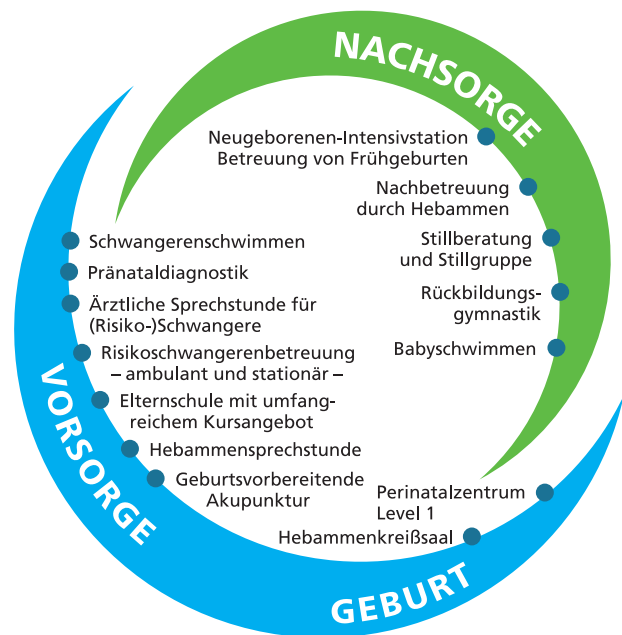 NACHSORGE
Neugeborenen-Intensivstation
Betreuung von Frühgeburten
Nachbetreuung
durch Hebammen
Stillberatung
und Stillgruppe
Rückbildungs-
gymnastik
Babyschwimmen
VORSORGE
Schwangerenschwimmen
Pränataldiagnostik
Ärztliche Sprechstunde für
(Risiko-)Schwangere
Risikoschwangerenbetreuung
– ambulant und stationär –
Elternschule mit umfang-
reichem Kursangebot
Hebammensprechstunde
Geburtsvorbereitende
Akupunktur
Perinatalzentrum
Level 1
Hebammenkreißsaal
GEBURT